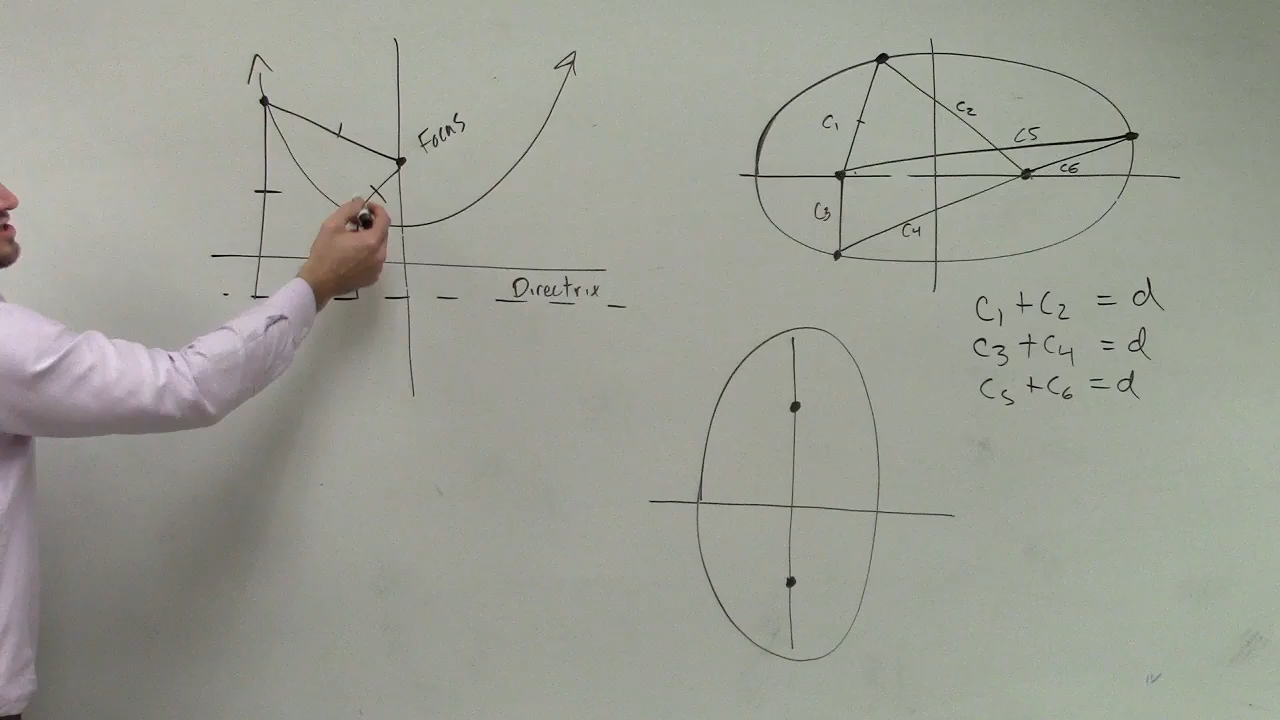 Focus
Directrix
C₁
C₂
C5
C6
C3
C4
C₁ + C₂ = d
C₃ + C₄ = d
C₅ + C₆ = d